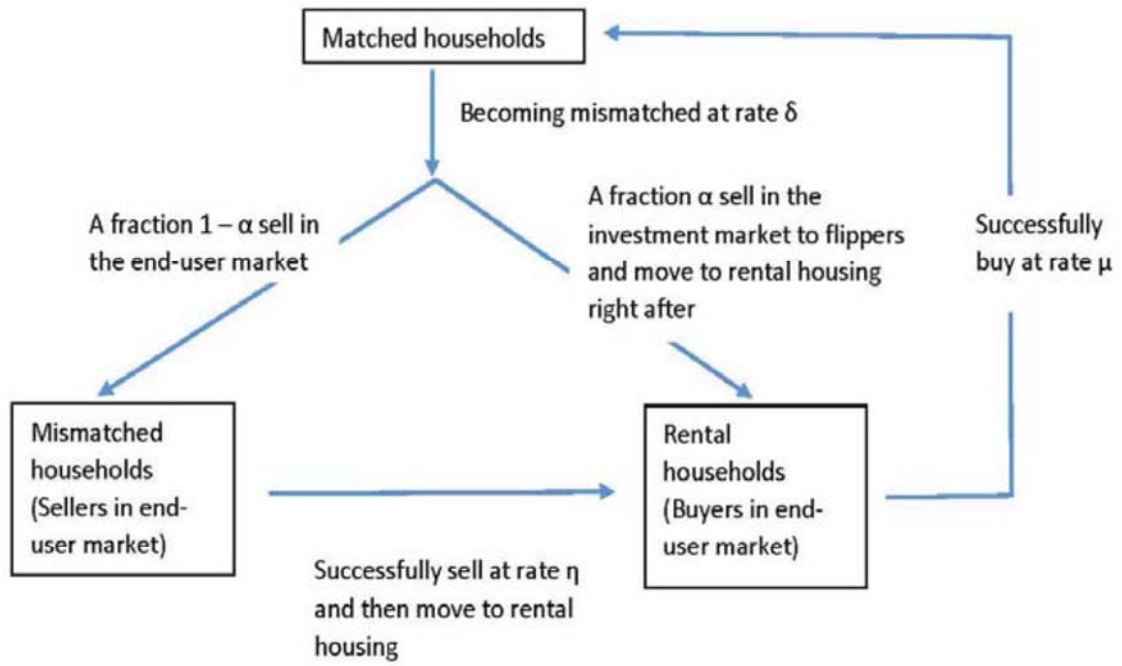 Matched households
Becoming mismatched at rate δ
A fraction 1 – α sell in
the end-user market
A fraction α sell in the
investment market to flippers
and move to rental housing
right after
Successfully
buy at rate μ
Mismatched
households
(Sellers in end-
user market)
Rental
households
(Buyers in end-
user market)
Successfully sell at rate η
and then move to rental
housing